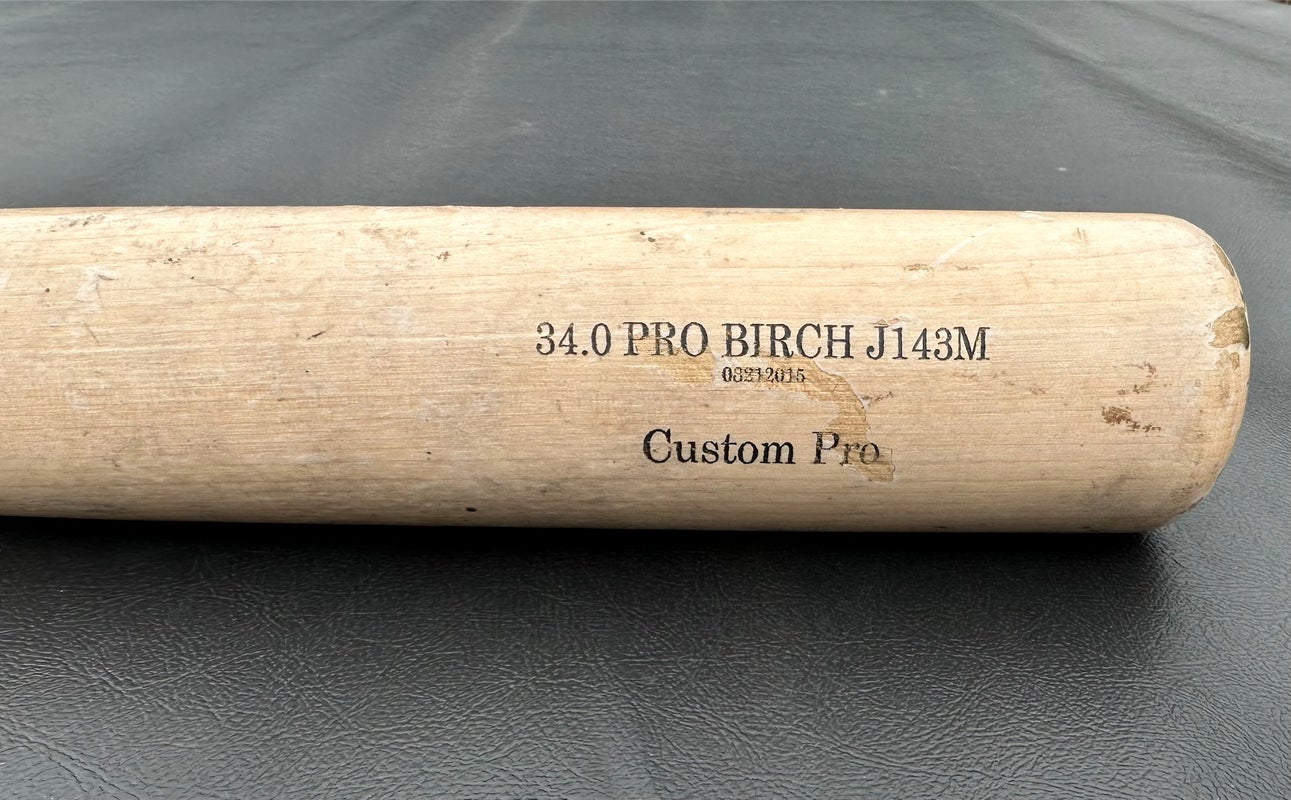 34.0 PRO BIRCH J143M
03212015
Custom Pro